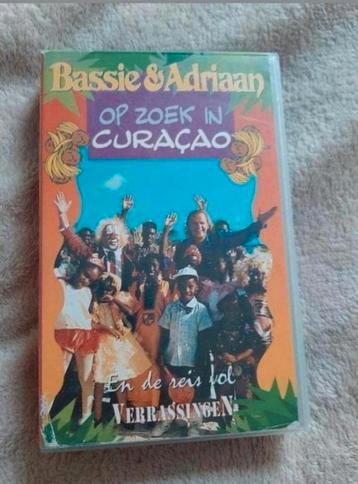 Bassie & Adriaan
OP ZOEK IN
CURAÇAO
En de reis vol
VERRASSINGEN